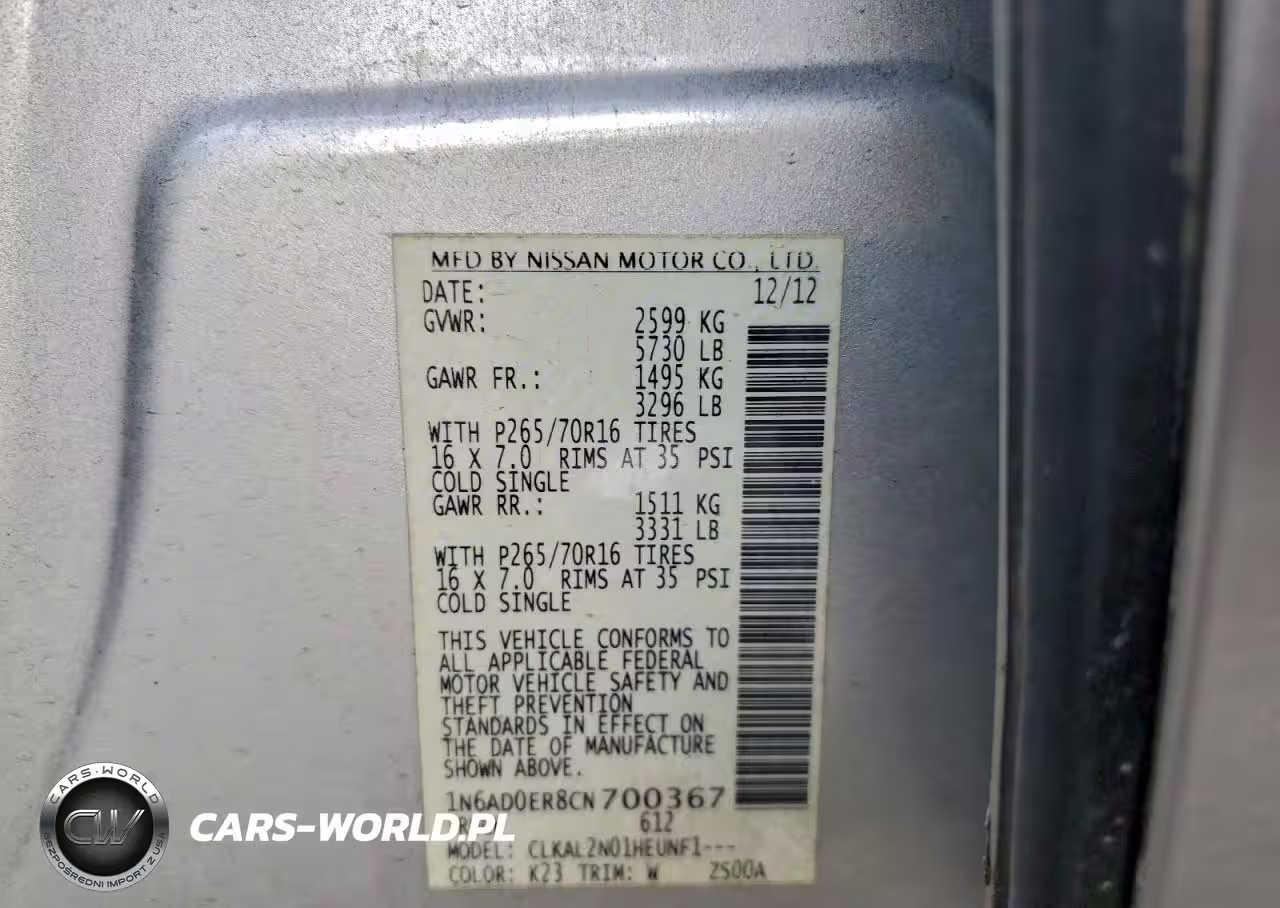 MFD BY NISSAN MOTOR CO., LTD.
DATE: 12/12
GVWR: 2599 KG
5730 LB
GAWR FR.: 1495 KG
3296 LB
WITH P265/70R16 TIRES
16 X 7.0 RIMS AT 35 PSI
COLD SINGLE
GAWR RR.: 1511 KG
3331 LB
WITH P265/70R16 TIRES
16 X 7.0 RIMS AT 35 PSI
COLD SINGLE
THIS VEHICLE CONFORMS TO
ALL APPLICABLE FEDERAL
MOTOR VEHICLE SAFETY AND
THEFT PREVENTION
STANDARDS IN EFFECT ON
THE DATE OF MANUFACTURE
SHOWN ABOVE.
1N6AD0ER8CN700367
612
MODEL: CLKAL2N01HEUNF1---
COLOR: K23 TRIM: W ZS00A
CARS-WORLD
CW
BEZPOŚREDNI IMPORT Z USA
CARS-WORLD.PL